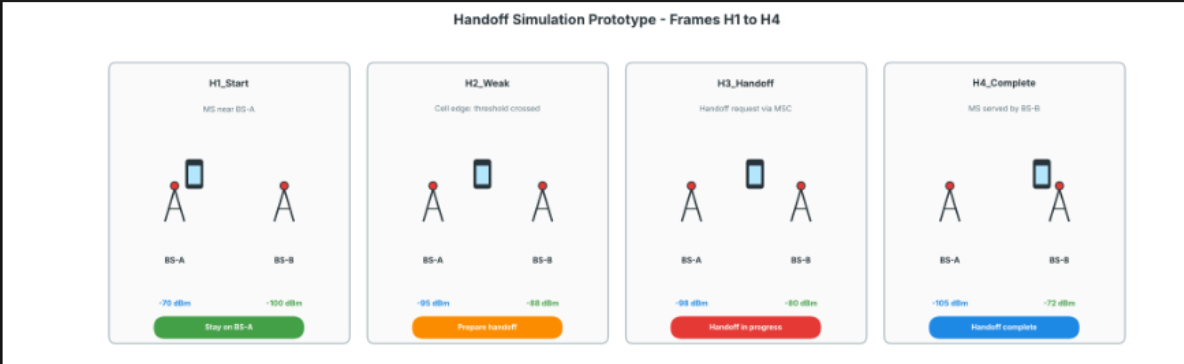 Handoff Simulation Prototype - Frames H1 to H4
H1_Start
MS near BS-A
BS-A
BS-B
-70 dBm
-100 dBm
Stay on BS-A
H2_Weak
Cell edge: threshold crossed
BS-A
BS-B
-95 dBm
-88 dBm
Prepare handoff
H3_Handoff
Handoff request via MSC
BS-A
BS-B
-98 dBm
-80 dBm
Handoff in progress
H4_Complete
MS served by BS-B
BS-A
BS-B
-105 dBm
-72 dBm
Handoff complete